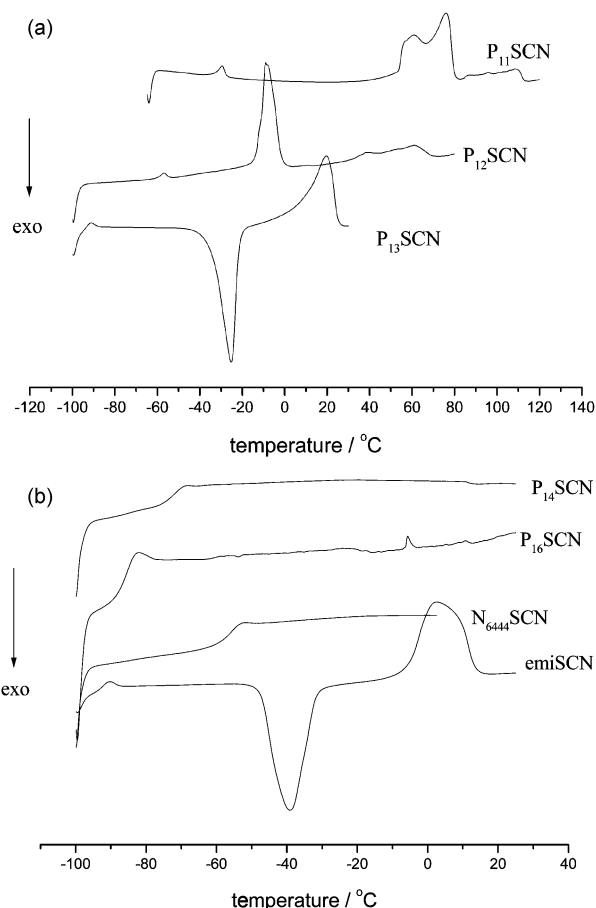 (a)
P₁₁SCN
P₁₂SCN
exo
P₁₃SCN
-120 -100 -80 -60 -40 -20 0 20 40 60 80 100 120 140
temperature / °C
(b)
P₁₄SCN
P₁₆SCN
N₆₄₄₄SCN
exo
emiSCN
-100 -80 -60 -40 -20 0 20 40
temperature / °C